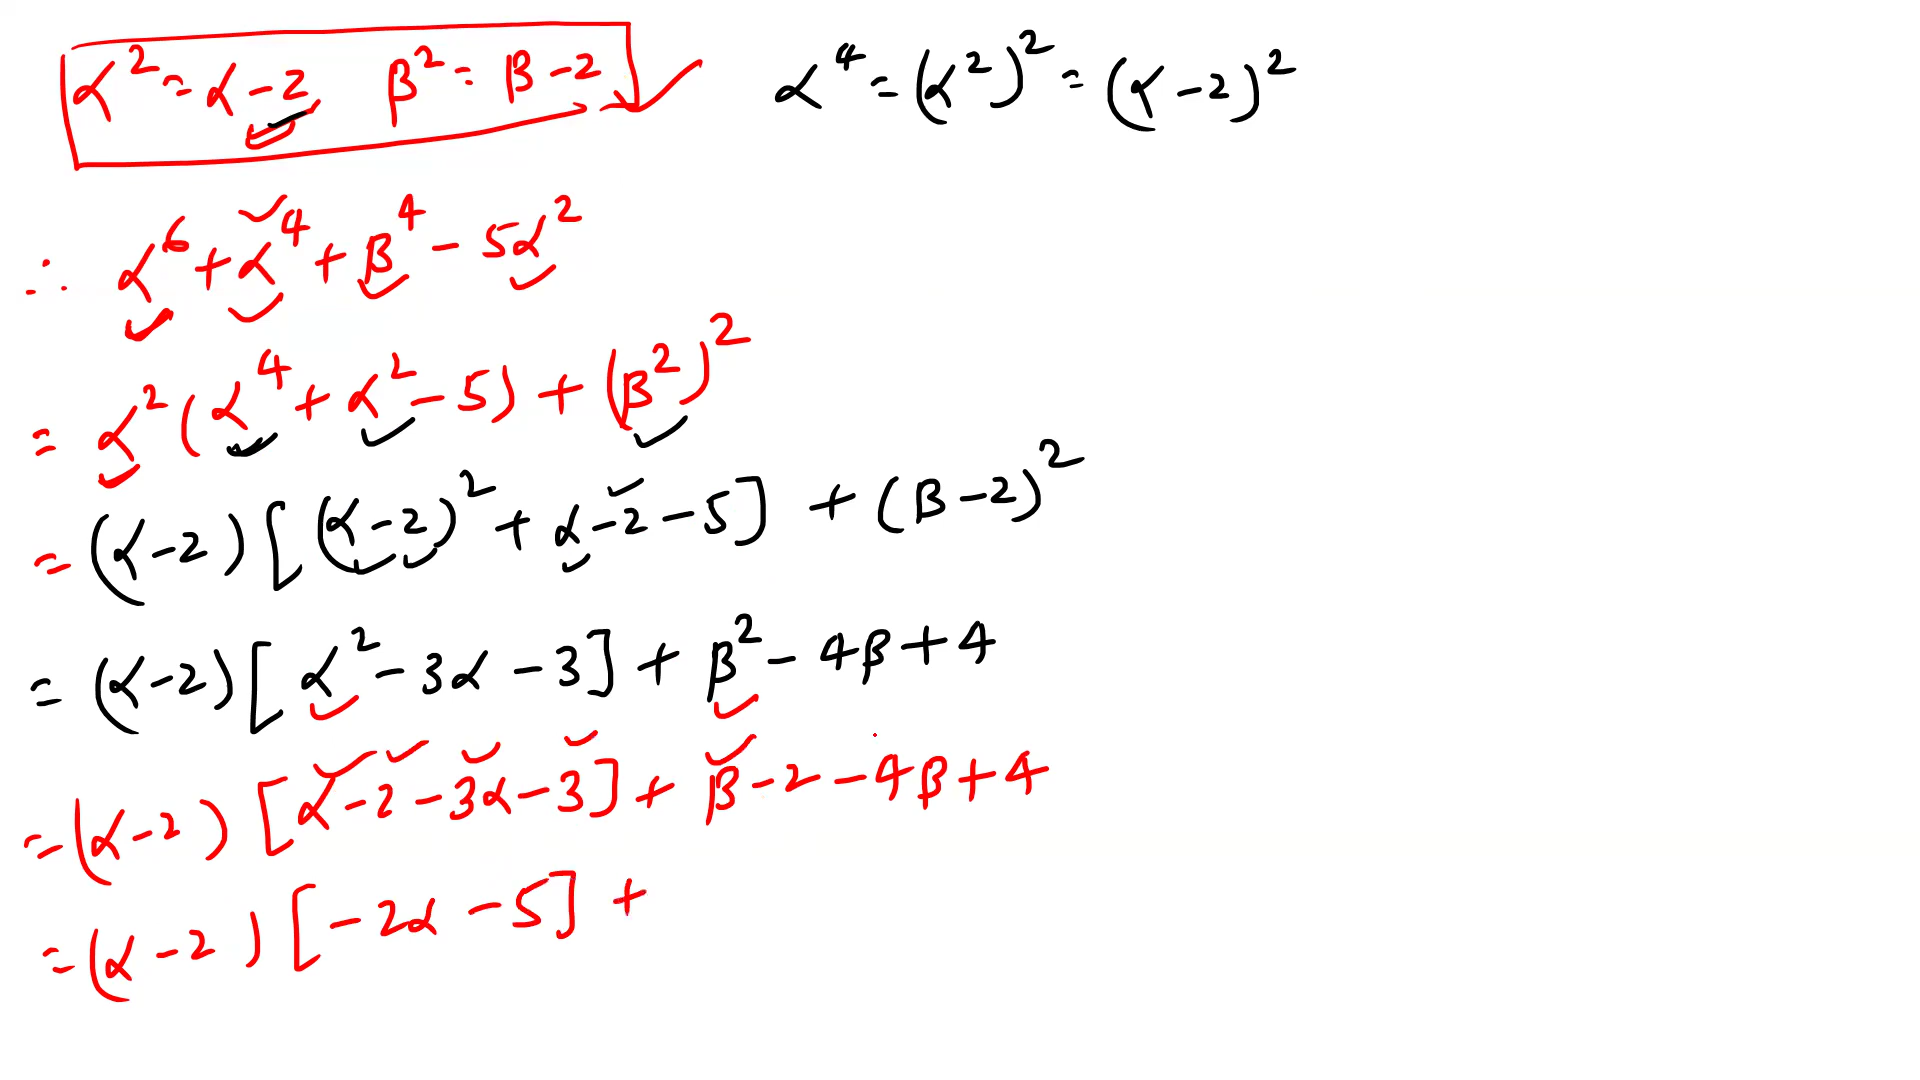 α² = α - 2   β² = β - 2   α⁴ = (α²)² = (α - 2)²
∴ α⁶ + α⁴ + β⁴ - 5α²
= α²(α⁴ + α² - 5) + (β²)²
= (α - 2)[(α - 2)² + α - 2 - 5] + (β - 2)²
= (α - 2)[α² - 3α - 3] + β² - 4β + 4
= (α - 2)[α - 2 - 3α - 3] + β - 2 - 4β + 4
= (α - 2)[-2α - 5] +